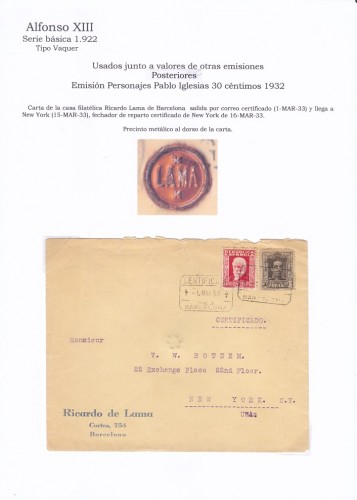 Alfonso XIII
Serie básica 1.922
Tipo Vaquer
Usados junto a valores de otras emisiones
Posteriores
Emisión Personajes Pablo Iglesias 30 céntimos 1932
Carta de la casa filatélica Ricardo Lama de Barcelona salida por correo certificado (1-MAR-33) y llega a
New York (15-MAR-33), fechador de reparto certificado de New York de 16-MAR-33.
Precinto metálico al dorso de la carta.
LAMA
BARCELONA
CERTIFICADO.
Monsieur
V. W. BOTZEM.
22 Exchange Place 22nd Floor.
NEW YORK. N.Y.
Ricardo de Lama
Cortes, 754
Barcelona